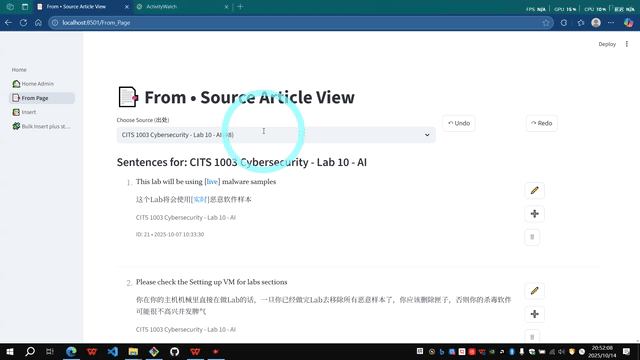 From • Source Article View
ActivityWatch
FPS N/A GPU 16 % CPU 10 % N/A
localhost:8501/From_Page
Deploy
Home
Home Admin
From Page
Insert
Bulk Insert plus st...
From • Source Article View
Choose Source (出处)
CITS 1003 Cybersecurity - Lab 10 - AI
Undo
Redo
Sentences for: CITS 1003 Cybersecurity - Lab 10 - AI
1. This lab will be using [live] malware samples
这个Lab将会使用[实时]恶意软件样本
CITS 1003 Cybersecurity - Lab 10 - AI
ID: 21 • 2025-10-07 10:33:30
2. Please check the Setting up VM for labs sections
你在你的主机机械里直接在做Lab的话，一旦你已经做完Lab去移除所有恶意样本了，你应该删除匣子，否则你的杀毒软件
可能很不高兴并发脾气
CITS 1003 Cybersecurity - Lab 10 - AI
20:52:08
2025/10/14